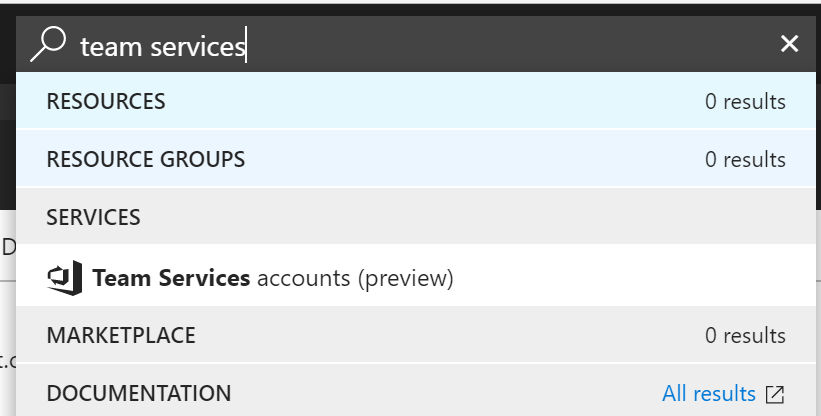 team services
RESOURCES 0 results
RESOURCE GROUPS 0 results
SERVICES
D
Team Services accounts (preview)
MARKETPLACE 0 results
DOCUMENTATION All results